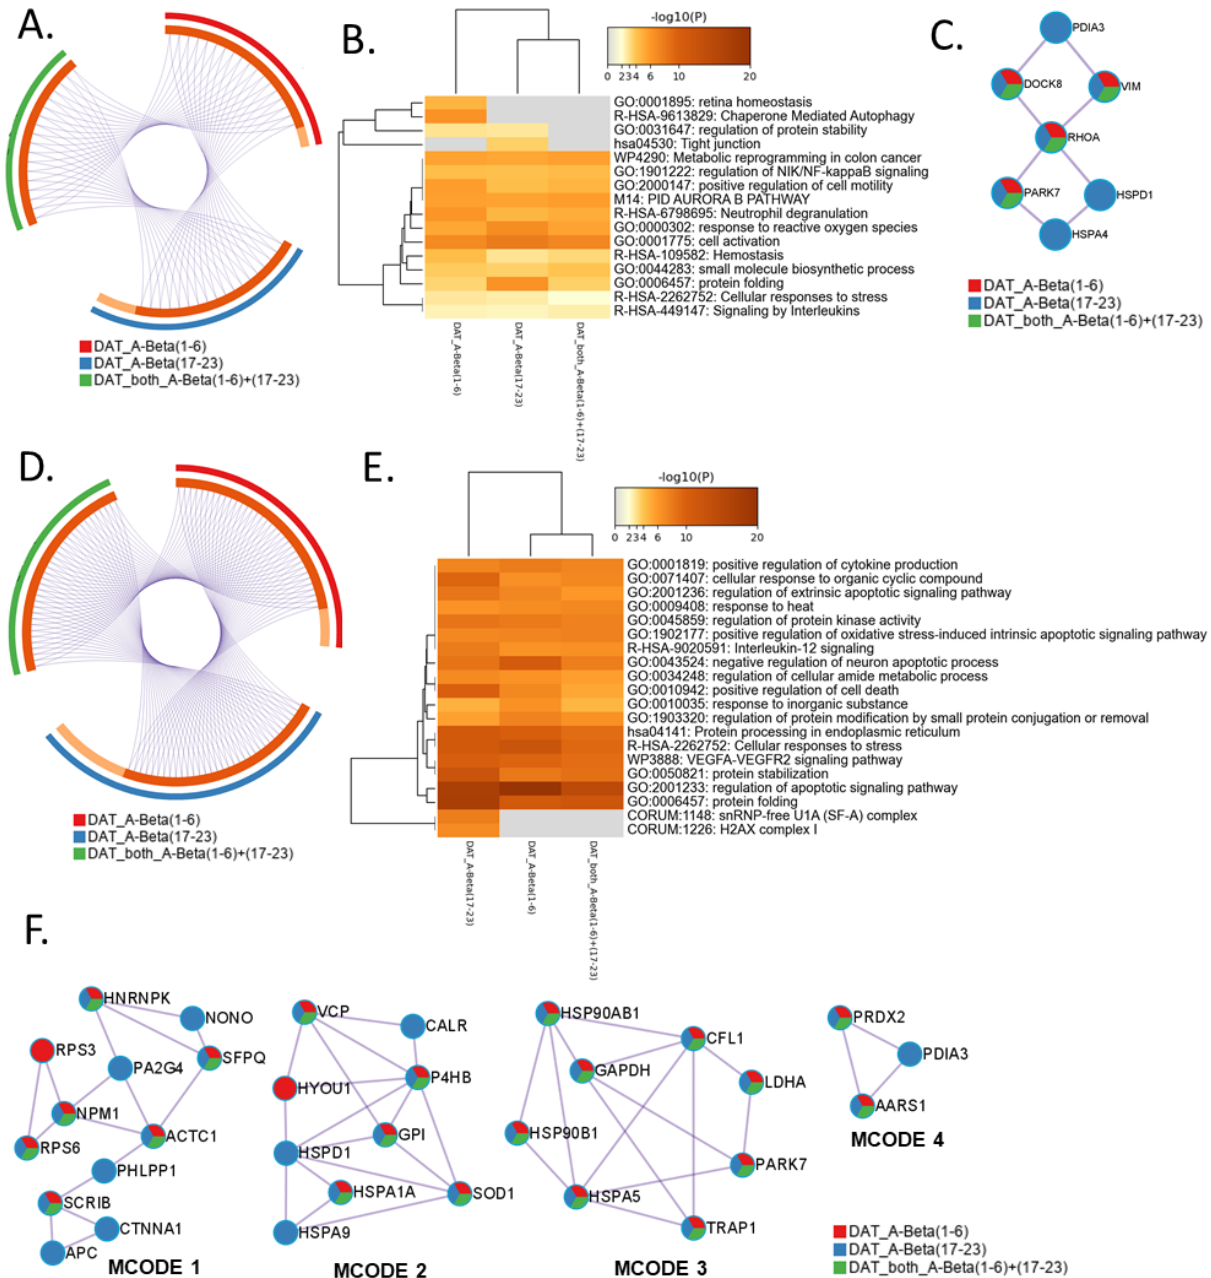 A.
DAT_A-Beta(1-6)
DAT_A-Beta(17-23)
DAT_both_A-Beta(1-6)+(17-23)
B.
-log10(P)
0 2 3 4 6 10 20
GO:0001895: retina homeostasis
R-HSA-9613829: Chaperone Mediated Autophagy
GO:0031647: regulation of protein stability
hsa04530: Tight junction
WP4290: Metabolic reprogramming in colon cancer
GO:1901222: regulation of NIK/NF-kappaB signaling
GO:2000147: positive regulation of cell motility
M14: PID AURORA B PATHWAY
R-HSA-6798695: Neutrophil degranulation
GO:0000302: response to reactive oxygen species
GO:0001775: cell activation
R-HSA-109582: Hemostasis
GO:0044283: small molecule biosynthetic process
GO:0006457: protein folding
R-HSA-2262752: Cellular responses to stress
R-HSA-449147: Signaling by Interleukins
DAT_A-Beta(1-6)
DAT_A-Beta(17-23)
DAT_both_A-Beta(1-6)+(17-23)
C.
PDIA3
DOCK8
VIM
RHOA
PARK7
HSPD1
HSPA4
DAT_A-Beta(1-6)
DAT_A-Beta(17-23)
DAT_both_A-Beta(1-6)+(17-23)
D.
DAT_A-Beta(1-6)
DAT_A-Beta(17-23)
DAT_both_A-Beta(1-6)+(17-23)
E.
-log10(P)
0 2 3 4 6 10 20
GO:0001819: positive regulation of cytokine production
GO:0071407: cellular response to organic cyclic compound
GO:2001236: regulation of extrinsic apoptotic signaling pathway
GO:0009408: response to heat
GO:0045859: regulation of protein kinase activity
GO:1902177: positive regulation of oxidative stress-induced intrinsic apoptotic signaling pathway
R-HSA-9020591: Interleukin-12 signaling
GO:0043524: negative regulation of neuron apoptotic process
GO:0034248: regulation of cellular amide metabolic process
GO:0010942: positive regulation of cell death
GO:0010035: response to inorganic substance
GO:1903320: regulation of protein modification by small protein conjugation or removal
hsa04141: Protein processing in endoplasmic reticulum
R-HSA-2262752: Cellular responses to stress
WP3888: VEGFA-VEGFR2 signaling pathway
GO:0050821: protein stabilization
GO:2001233: regulation of apoptotic signaling pathway
GO:0006457: protein folding
CORUM:1148: snRNP-free U1A (SF-A) complex
CORUM:1226: H2AX complex I
DAT_A-Beta(17-23)
DAT_A-Beta(1-6)
DAT_both_A-Beta(1-6)+(17-23)
F.
HNRNPK
NONO
RPS3
SFPQ
PA2G4
NPM1
ACTC1
RPS6
PHLPP1
SCRIB
CTNNA1
APC
MCODE 1
VCP
CALR
HYOU1
P4HB
GPI
HSPD1
HSPA1A
SOD1
HSPA9
MCODE 2
HSP90AB1
CFL1
GAPDH
LDHA
HSP90B1
PARK7
HSPA5
TRAP1
MCODE 3
PRDX2
PDIA3
AARS1
MCODE 4
DAT_A-Beta(1-6)
DAT_A-Beta(17-23)
DAT_both_A-Beta(1-6)+(17-23)